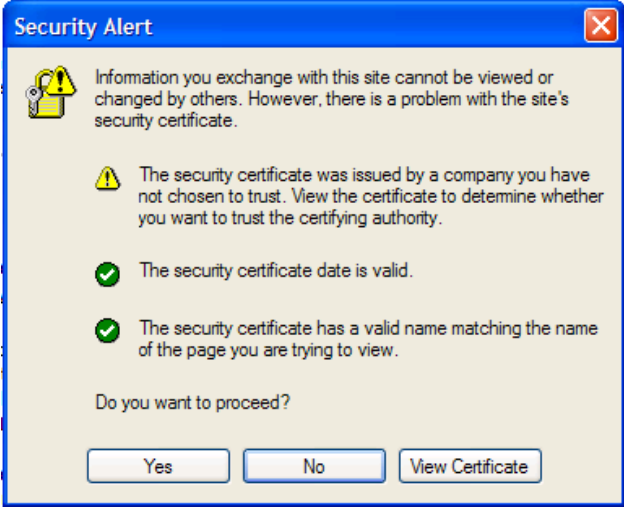 Security Alert
Information you exchange with this site cannot be viewed or
changed by others. However, there is a problem with the site's
security certificate.
The security certificate was issued by a company you have
not chosen to trust. View the certificate to determine whether
you want to trust the certifying authority.
The security certificate date is valid.
The security certificate has a valid name matching the name
of the page you are trying to view.
Do you want to proceed?
Yes No View Certificate